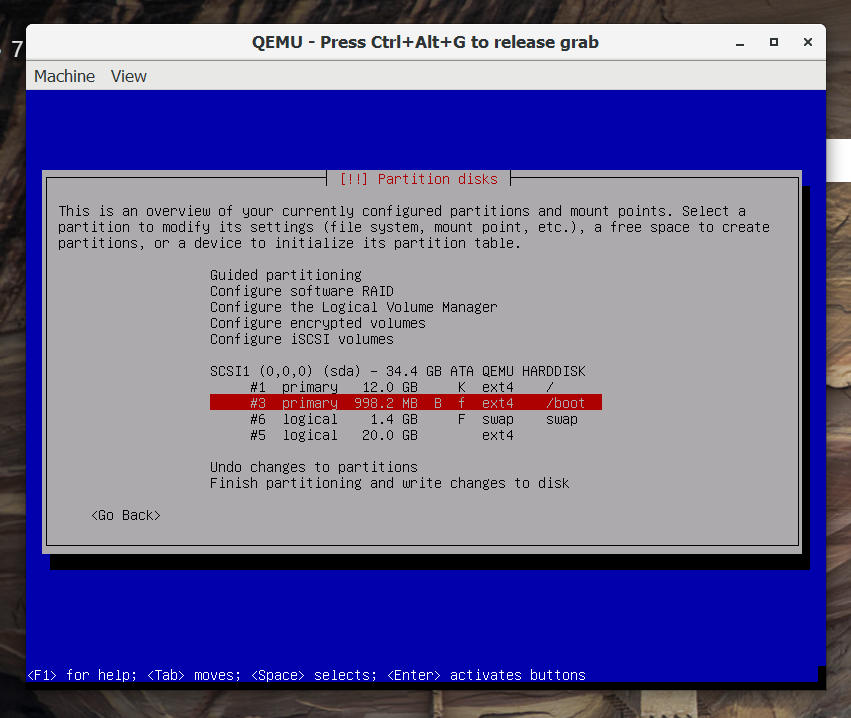 7
QEMU - Press Ctrl+Alt+G to release grab
Machine View
[!!] Partition disks
This is an overview of your currently configured partitions and mount points. Select a
partition to modify its settings (file system, mount point, etc.), a free space to create
partitions, or a device to initialize its partition table.
Guided partitioning
Configure software RAID
Configure the Logical Volume Manager
Configure encrypted volumes
Configure iSCSI volumes
SCSI1 (0,0,0) (sda) - 34.4 GB ATA QEMU HARDDISK
#1 primary 12.0 GB K ext4 /
#3 primary 998.2 MB B f ext4 /boot
#6 logical 1.4 GB F swap swap
#5 logical 20.0 GB ext4
Undo changes to partitions
Finish partitioning and write changes to disk
<Go Back>
<F1> for help; <Tab> moves; <Space> selects; <Enter> activates buttons